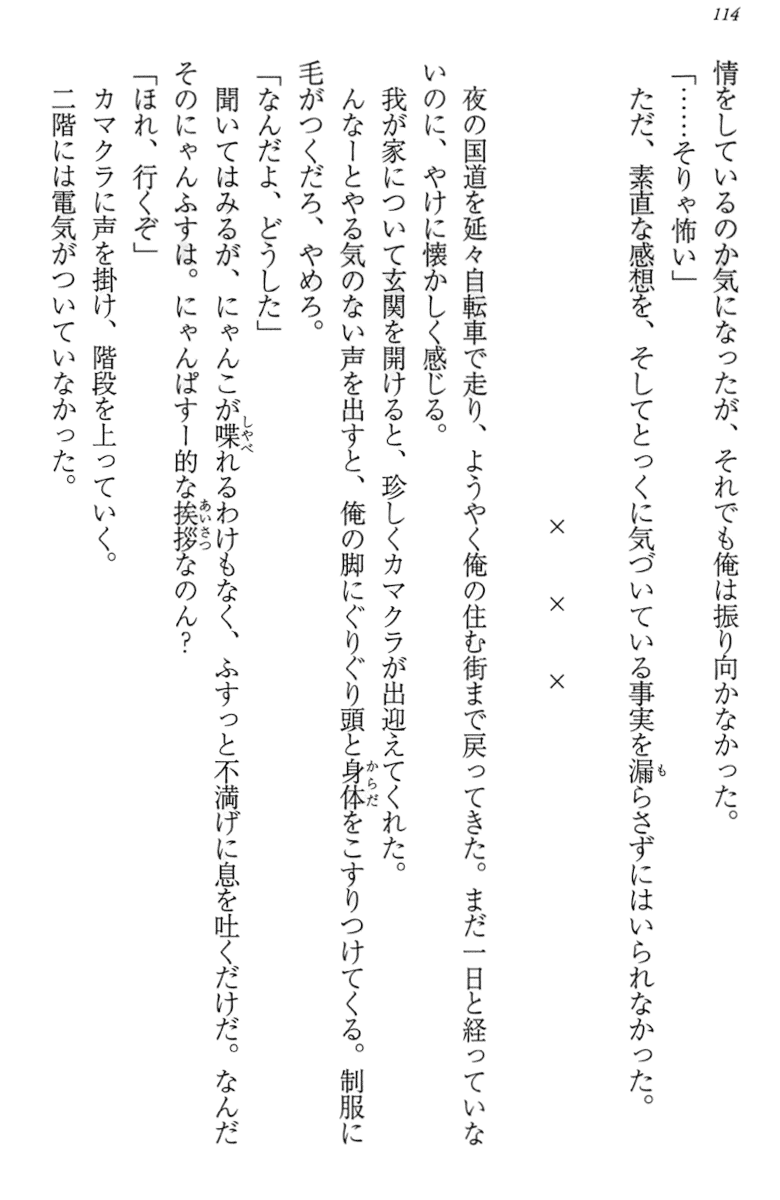 114
情をしているのか気になったが、それでも俺は振り向かなかった。
「……そりゃ怖い」
ただ、素直な感想を、そしてとっくに気づいている事実を漏らさずにはいられなかった。
× × ×
夜の国道を延々自転車で走り、ようやく俺の住む街まで戻ってきた。まだ一日と経っていな
いのに、やけに懐かしく感じる。
我が家について玄関を開けると、珍しくカマクラが出迎えてくれた。
んなーとやる気のない声を出すと、俺の脚にぐりぐり頭と身体をこすりつけてくる。制服に
毛がつくだろ、やめろ。
「なんだよ、どうした」
聞いてはみるが、にゃんこが喋れるわけもなく、ふすっと不満げに息を吐くだけだ。なんだ
そのにゃんふすは。にゃんぱすー的な挨拶なのん?
「ほれ、行くぞ」
カマクラに声を掛け、階段を上っていく。
二階には電気がついていなかった。